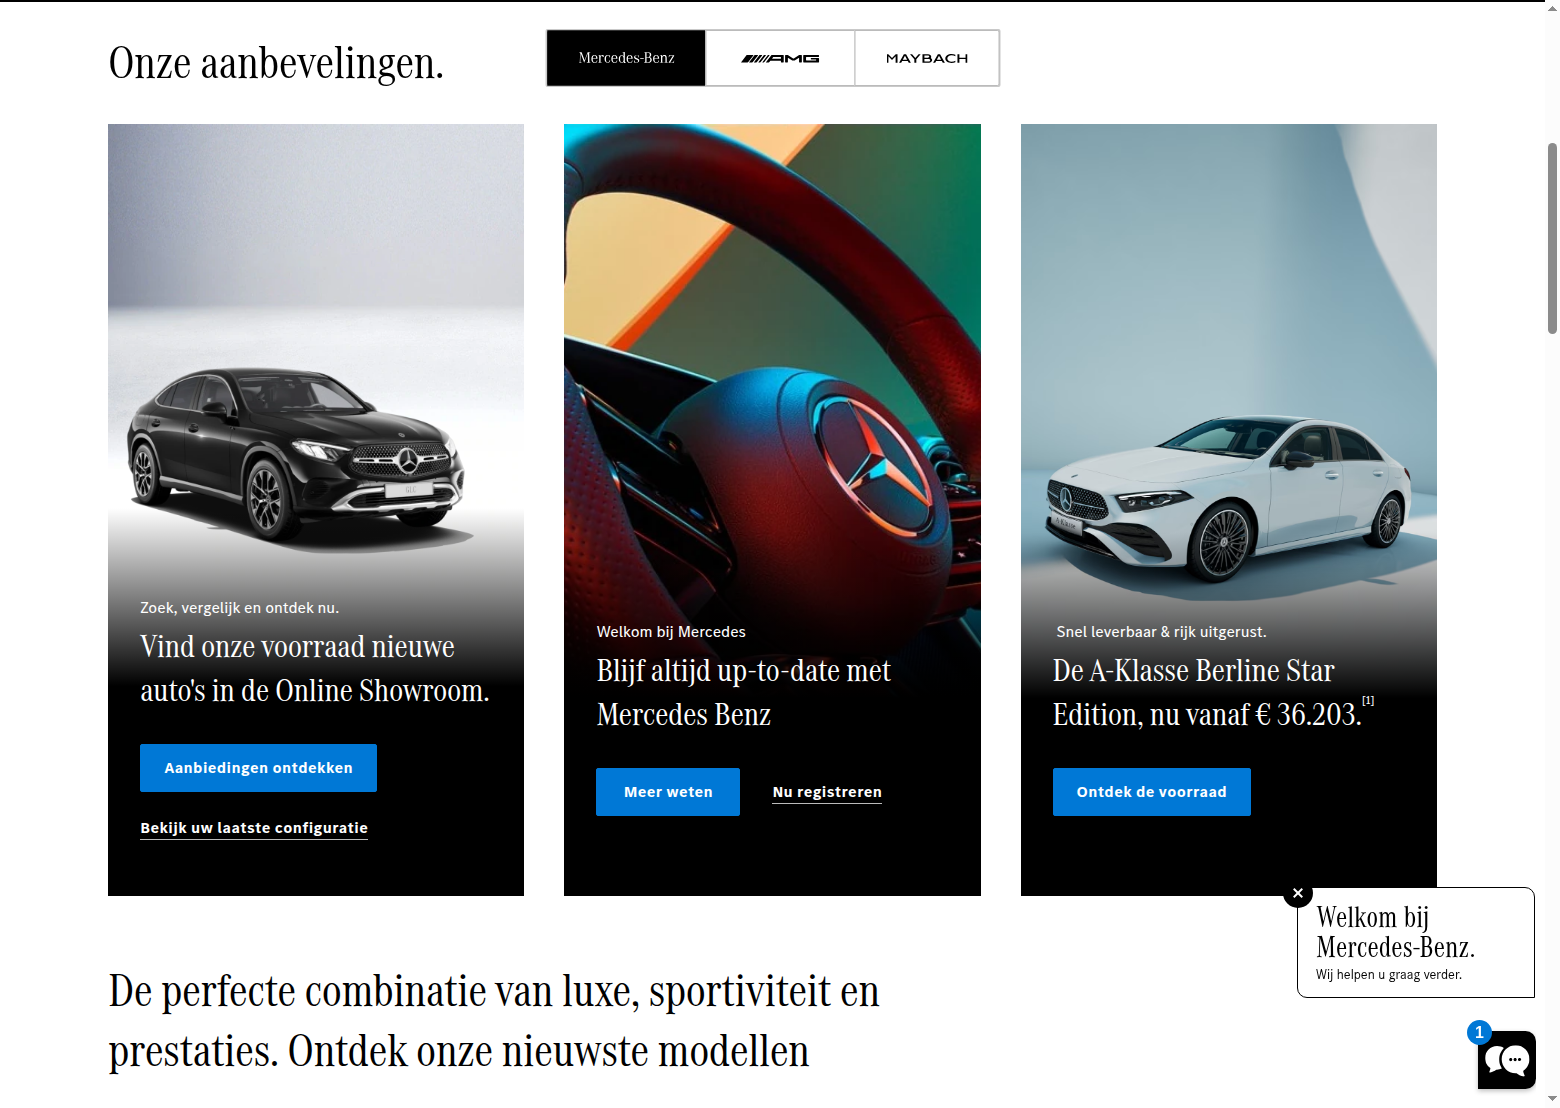 Onze aanbevelingen.
Mercedes-Benz
AMG
MAYBACH
GLC
Zoek, vergelijk en ontdek nu.
Vind onze voorraad nieuwe
auto's in de Online Showroom.
Aanbiedingen ontdekken
Bekijk uw laatste configuratie
Welkom bij Mercedes
Blijf altijd up-to-date met
Mercedes Benz
Meer weten
Nu registreren
A-Klasse
Snel leverbaar & rijk uitgerust.
De A-Klasse Berline Star
Edition, nu vanaf € 36.203.[1]
Ontdek de voorraad
De perfecte combinatie van luxe, sportiviteit en
prestaties. Ontdek onze nieuwste modellen
Welkom bij
Mercedes-Benz.
Wij helpen u graag verder.
1